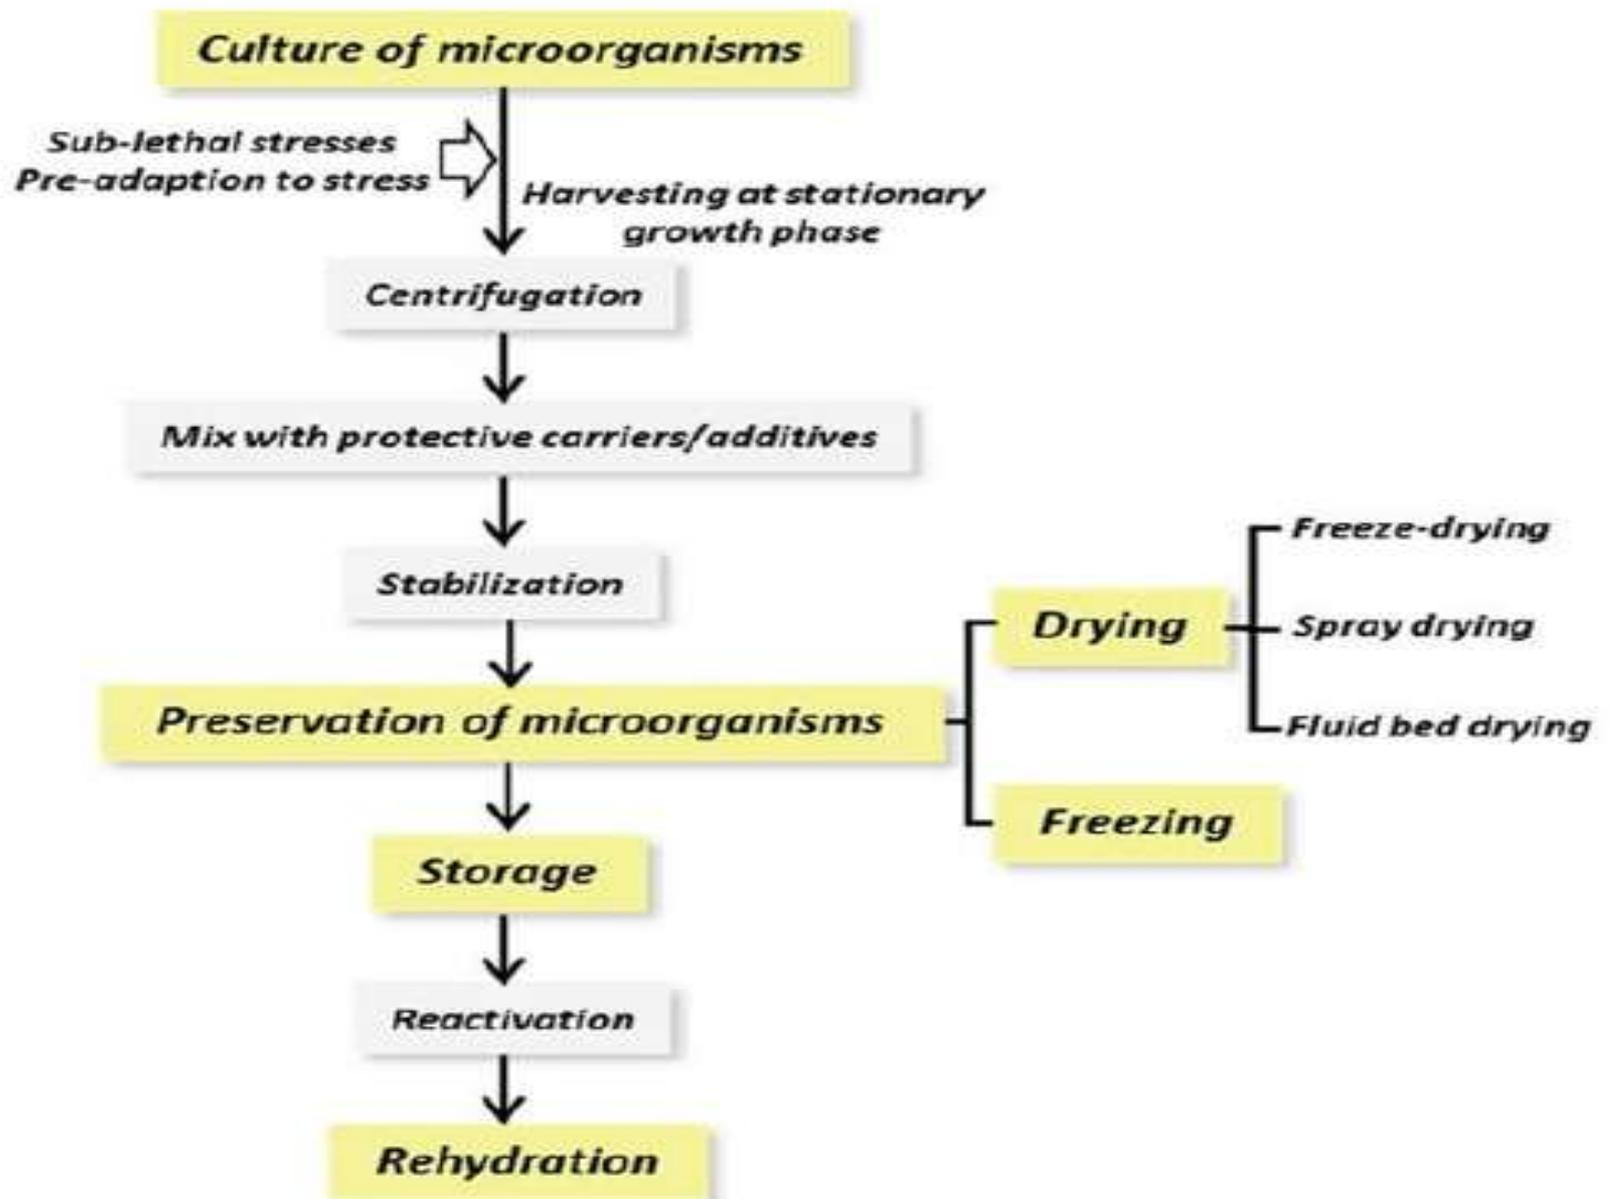 Culture of microorganisms
Sub-lethal stresses
Pre-adaption to stress
Harvesting at stationary
growth phase
Centrifugation
Mix with protective carriers/additives
Stabilization
Preservation of microorganisms
Drying
Freeze-drying
Spray drying
Fluid bed drying
Freezing
Storage
Reactivation
Rehydration